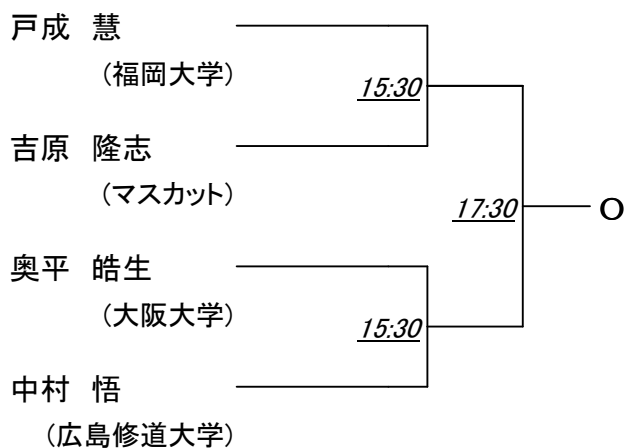 戸成 慧
(福岡大学)
15:30
吉原 隆志
(マスカット)
17:30
O
奥平 皓生
(大阪大学)
15:30
中村 悟
(広島修道大学)